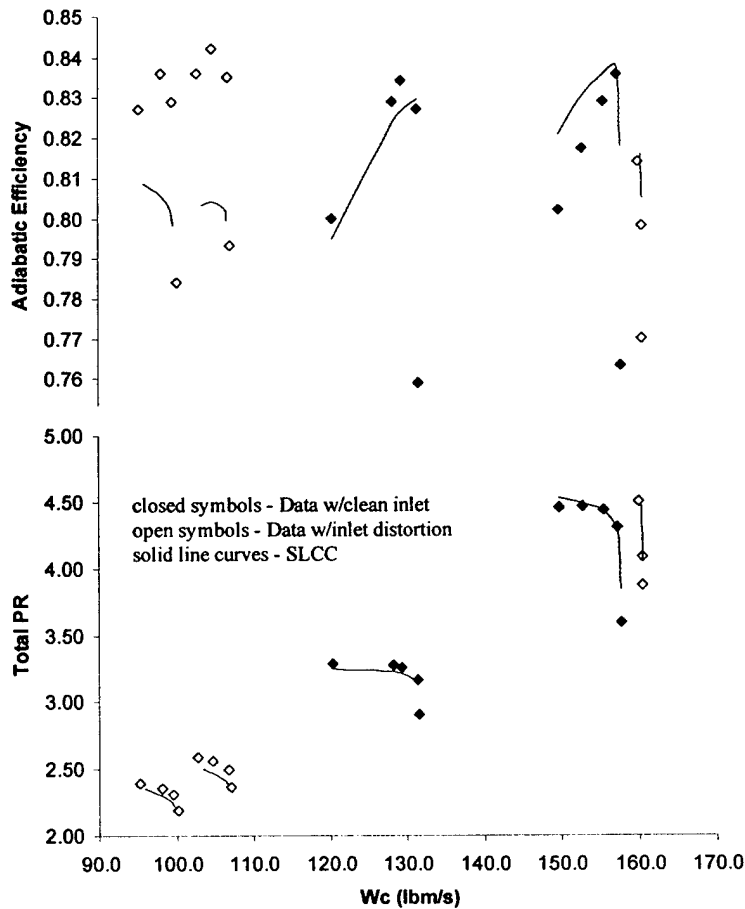 0.85
0.84
0.83
0.82
0.81
0.80
0.79
0.78
0.77
0.76
Adiabatic Efficiency
5.00
4.50
4.00
3.50
3.00
2.50
2.00
Total PR
closed symbols - Data w/clean inlet
open symbols - Data w/inlet distortion
solid line curves - SLCC
90.0 100.0 110.0 120.0 130.0 140.0 150.0 160.0 170.0
Wc (lbm/s)